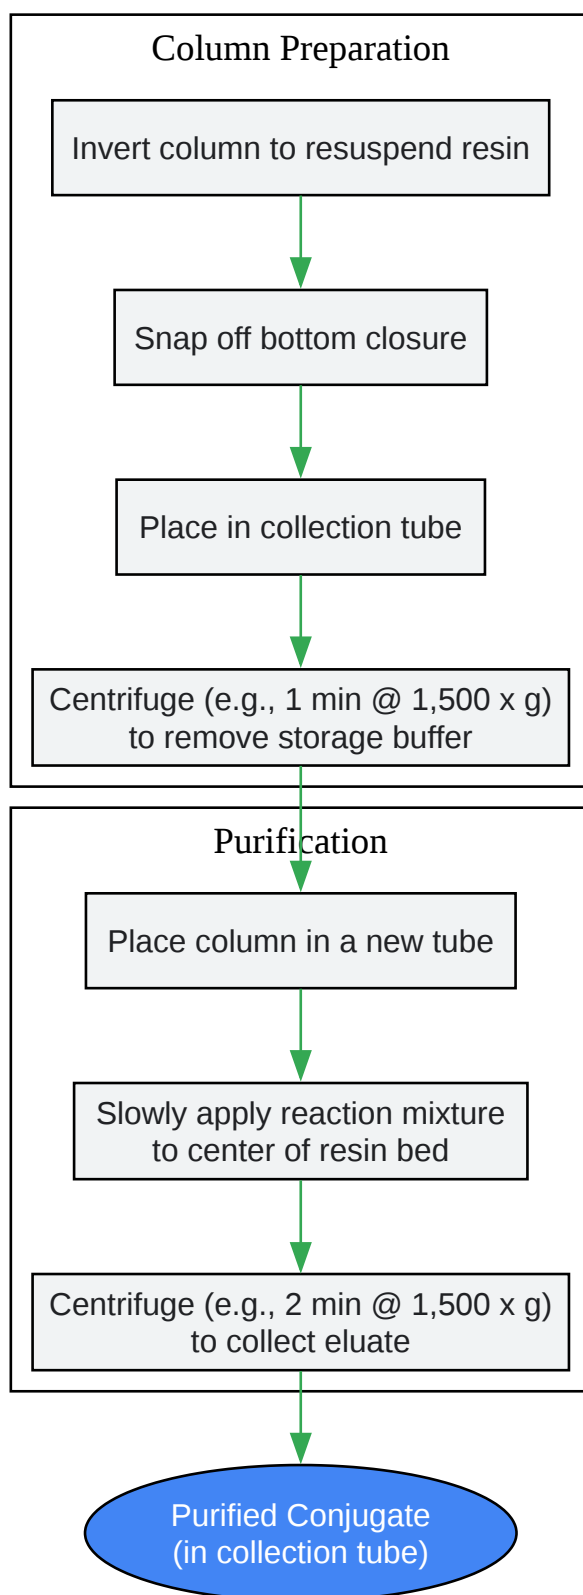 Column Preparation
Invert column to resuspend resin
Snap off bottom closure
Place in collection tube
Centrifuge (e.g., 1 min @ 1,500 x g)
to remove storage buffer
Purification
Place column in a new tube
Slowly apply reaction mixture
to center of resin bed
Centrifuge (e.g., 2 min @ 1,500 x g)
to collect eluate
Purified Conjugate
(in collection tube)